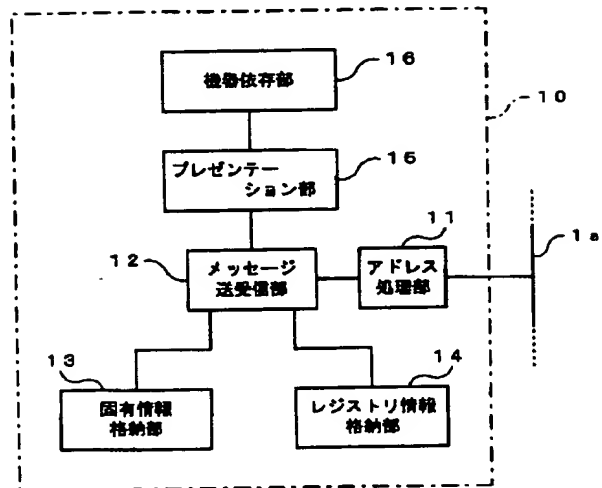 機器依存部
16
10
プレゼンテー
ション部
15
11
1a
12
メッセージ
送受信部
アドレス
処理部
13
14
固有情報
格納部
レジストリ情報
格納部